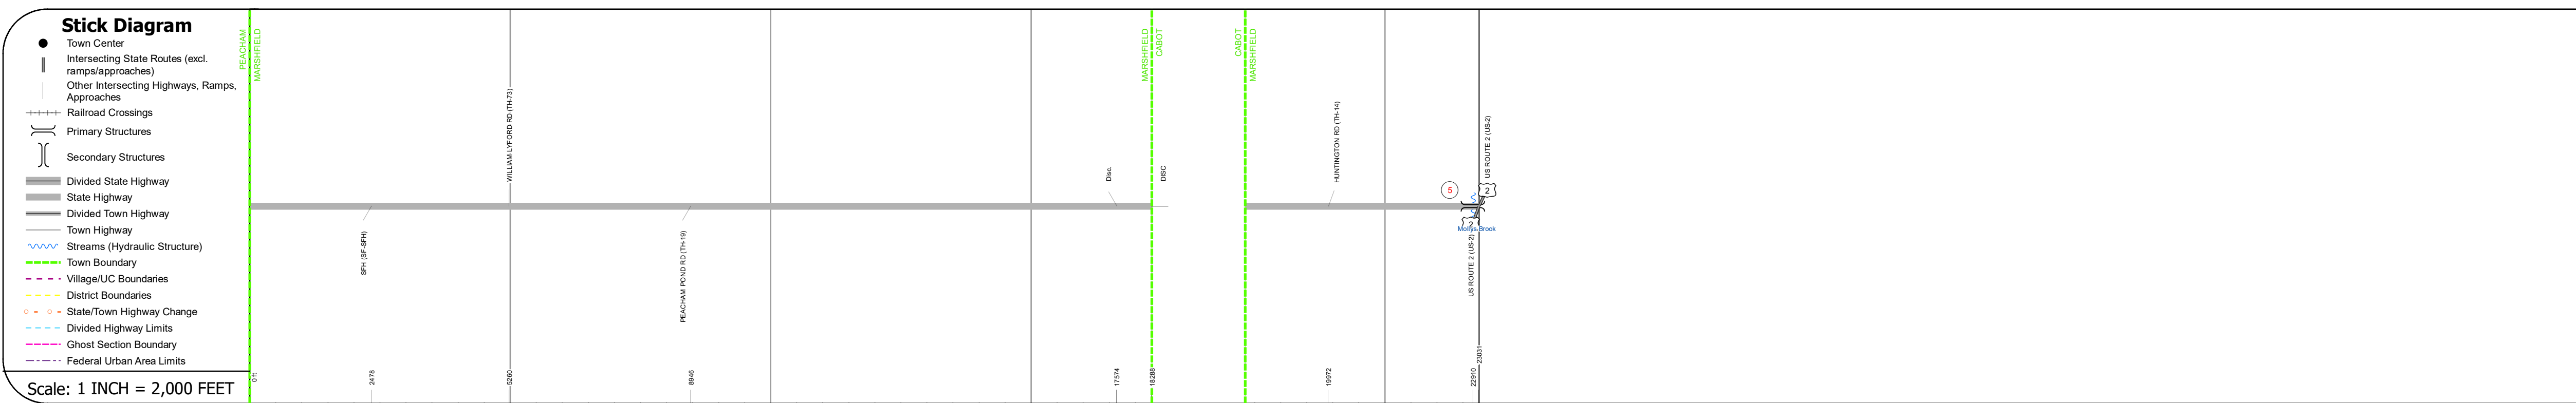 Stick Diagram
Town Center
Intersecting State Routes (excl.
ramps/approaches)
Other Intersecting Highways, Ramps,
Approaches
Railroad Crossings
Primary Structures
Secondary Structures
Divided State Highway
State Highway
Divided Town Highway
Town Highway
Streams (Hydraulic Structure)
Town Boundary
Village/UC Boundaries
District Boundaries
State/Town Highway Change
Divided Highway Limits
Ghost Section Boundary
Federal Urban Area Limits
Scale: 1 INCH = 2,000 FEET
PEACHAM
MARSHFIELD
0 ft
SFH (SF-SFH)
2478
WILLIAM LYFORD RD (TH-73)
5260
PEACHAM POND RD (TH-19)
8946
Disc.
17574
MARSHFIELD
CABOT
DISC
18288
CABOT
MARSHFIELD
HUNTINGTON RD (TH-14)
19972
5
2
US ROUTE 2 (US-2)
2
Mollys Brook
US ROUTE 2 (US-2)
22910
23031